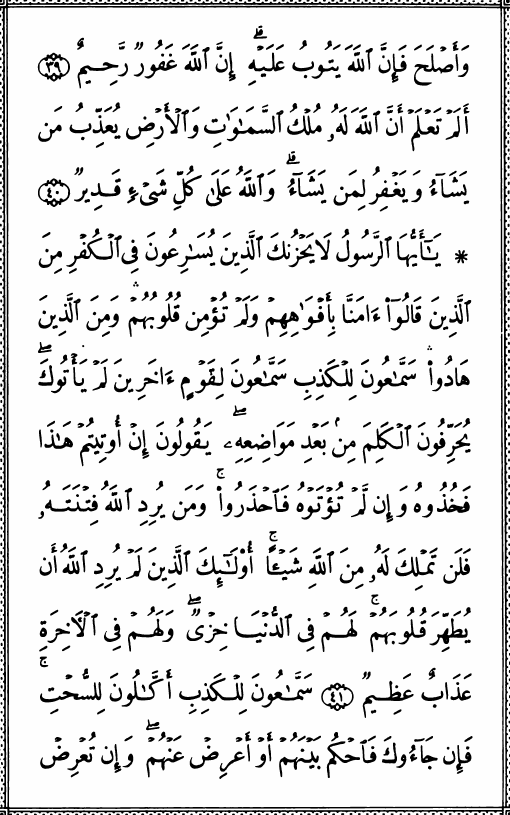 وَأَصْلَحَ فَإِنَّ ٱللَّهَ يَتُوبُ عَلَيْهِۗ إِنَّ ٱللَّهَ غَفُورٌ رَّحِيمٌ ﴿٣٩﴾
أَلَمْ تَعْلَمْ أَنَّ ٱللَّهَ لَهُۥ مُلْكُ ٱلسَّمَـٰوَٰتِ وَٱلْأَرْضِ يُعَذِّبُ مَن
يَشَآءُ وَيَغْفِرُ لِمَن يَشَآءُۗ وَٱللَّهُ عَلَىٰ كُلِّ شَىْءٍ قَدِيرٌ ﴿٤٠﴾
* يَـٰٓأَيُّهَا ٱلرَّسُولُ لَا يَحْزُنكَ ٱلَّذِينَ يُسَـٰرِعُونَ فِى ٱلْكُفْرِ مِنَ
ٱلَّذِينَ قَالُوٓا۟ ءَامَنَّا بِأَفْوَٰهِهِمْ وَلَمْ تُؤْمِن قُلُوبُهُمْۛ وَمِنَ ٱلَّذِينَ
هَادُوا۟ۛ سَمَّـٰعُونَ لِلْكَذِبِ سَمَّـٰعُونَ لِقَوْمٍ ءَاخَرِينَ لَمْ يَأْتُوكَۖ
يُحَرِّفُونَ ٱلْكَلِمَ مِنۢ بَعْدِ مَوَاضِعِهِۦۖ يَقُولُونَ إِنْ أُوتِيتُمْ هَـٰذَا
فَخُذُوهُ وَإِن لَّمْ تُؤْتَوْهُ فَٱحْذَرُوا۟ۚ وَمَن يُرِدِ ٱللَّهُ فِتْنَتَهُۥ
فَلَن تَمْلِكَ لَهُۥ مِنَ ٱللَّهِ شَيْـًٔاۚ أُو۟لَـٰٓئِكَ ٱلَّذِينَ لَمْ يُرِدِ ٱللَّهُ أَن
يُطَهِّرَ قُلُوبَهُمْۚ لَهُمْ فِى ٱلدُّنْيَا خِزْىٌۖ وَلَهُمْ فِى ٱلْـَٔاخِرَةِ
عَذَابٌ عَظِيمٌ ﴿٤١﴾ سَمَّـٰعُونَ لِلْكَذِبِ أَكَّـٰلُونَ لِلسُّحْتِۚ
فَإِن جَآءُوكَ فَٱحْكُم بَيْنَهُمْ أَوْ أَعْرِضْ عَنْهُمْۖ وَإِن تُعْرِضْ